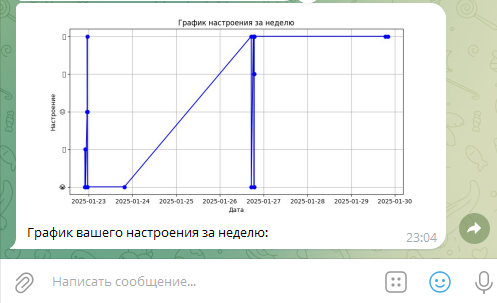 График настроения за неделю
Настроение
2025-01-23 2025-01-24 2025-01-25 2025-01-26 2025-01-27 2025-01-28 2025-01-29 2025-01-30
Дата
График вашего настроения за неделю:
23:04
Написать сообщение...